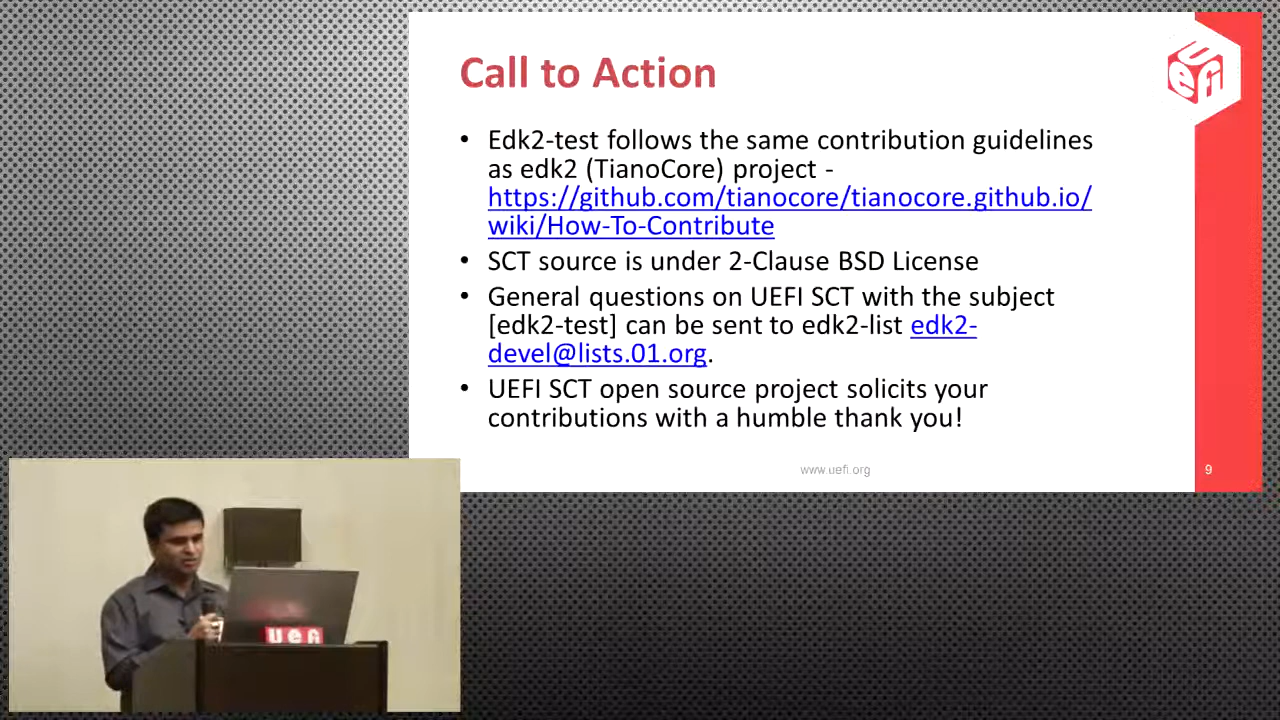 Call to Action
uefi
• Edk2-test follows the same contribution guidelines
as edk2 (TianoCore) project -
https://github.com/tianocore/tianocore.github.io/
wiki/How-To-Contribute
• SCT source is under 2-Clause BSD License
• General questions on UEFI SCT with the subject
[edk2-test] can be sent to edk2-list edk2-
devel@lists.01.org.
• UEFI SCT open source project solicits your
contributions with a humble thank you!
www.uefi.org
9
uefi